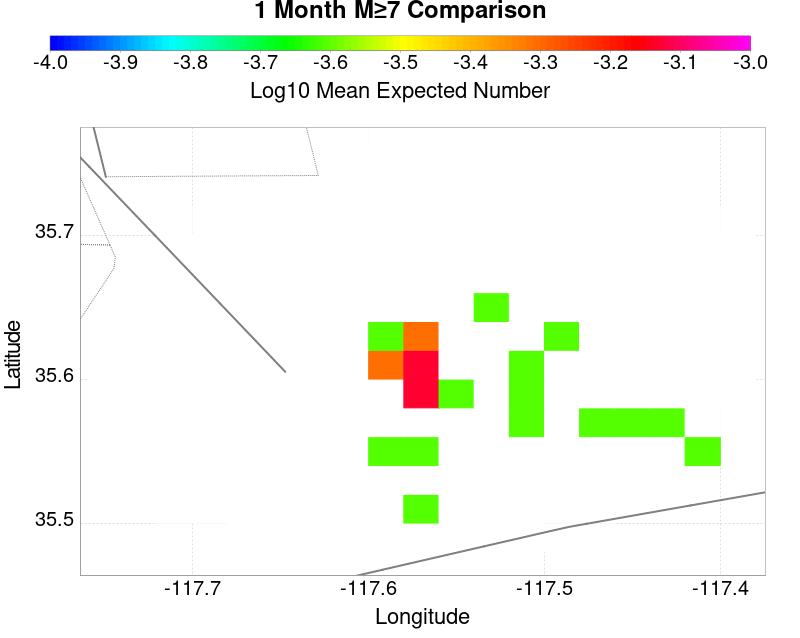 1 Month M≥7 Comparison
-4.0 -3.9 -3.8 -3.7 -3.6 -3.5 -3.4 -3.3 -3.2 -3.1 -3.0
Log10 Mean Expected Number
35.7
35.6
35.5
Latitude
-117.7 -117.6 -117.5 -117.4
Longitude